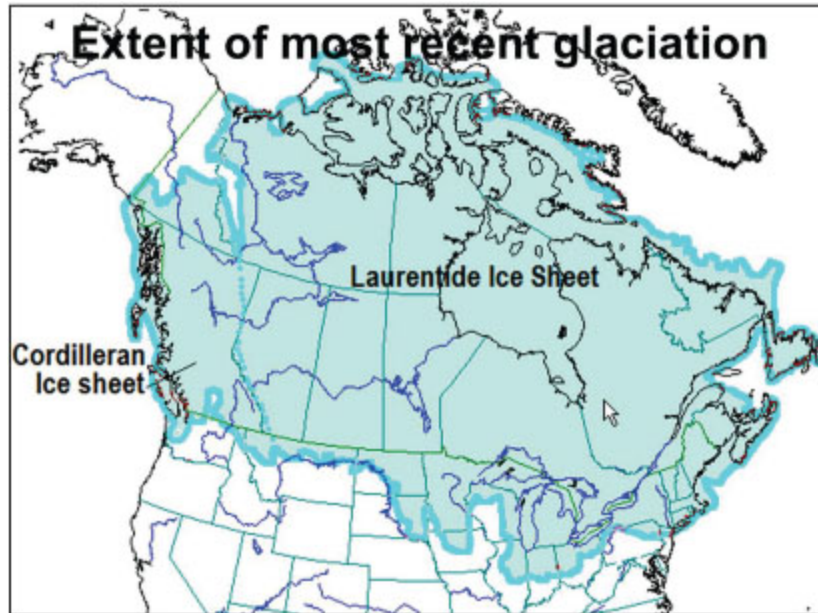 Extent of most recent glaciation
Laurentide Ice Sheet
Cordilleran
Ice sheet